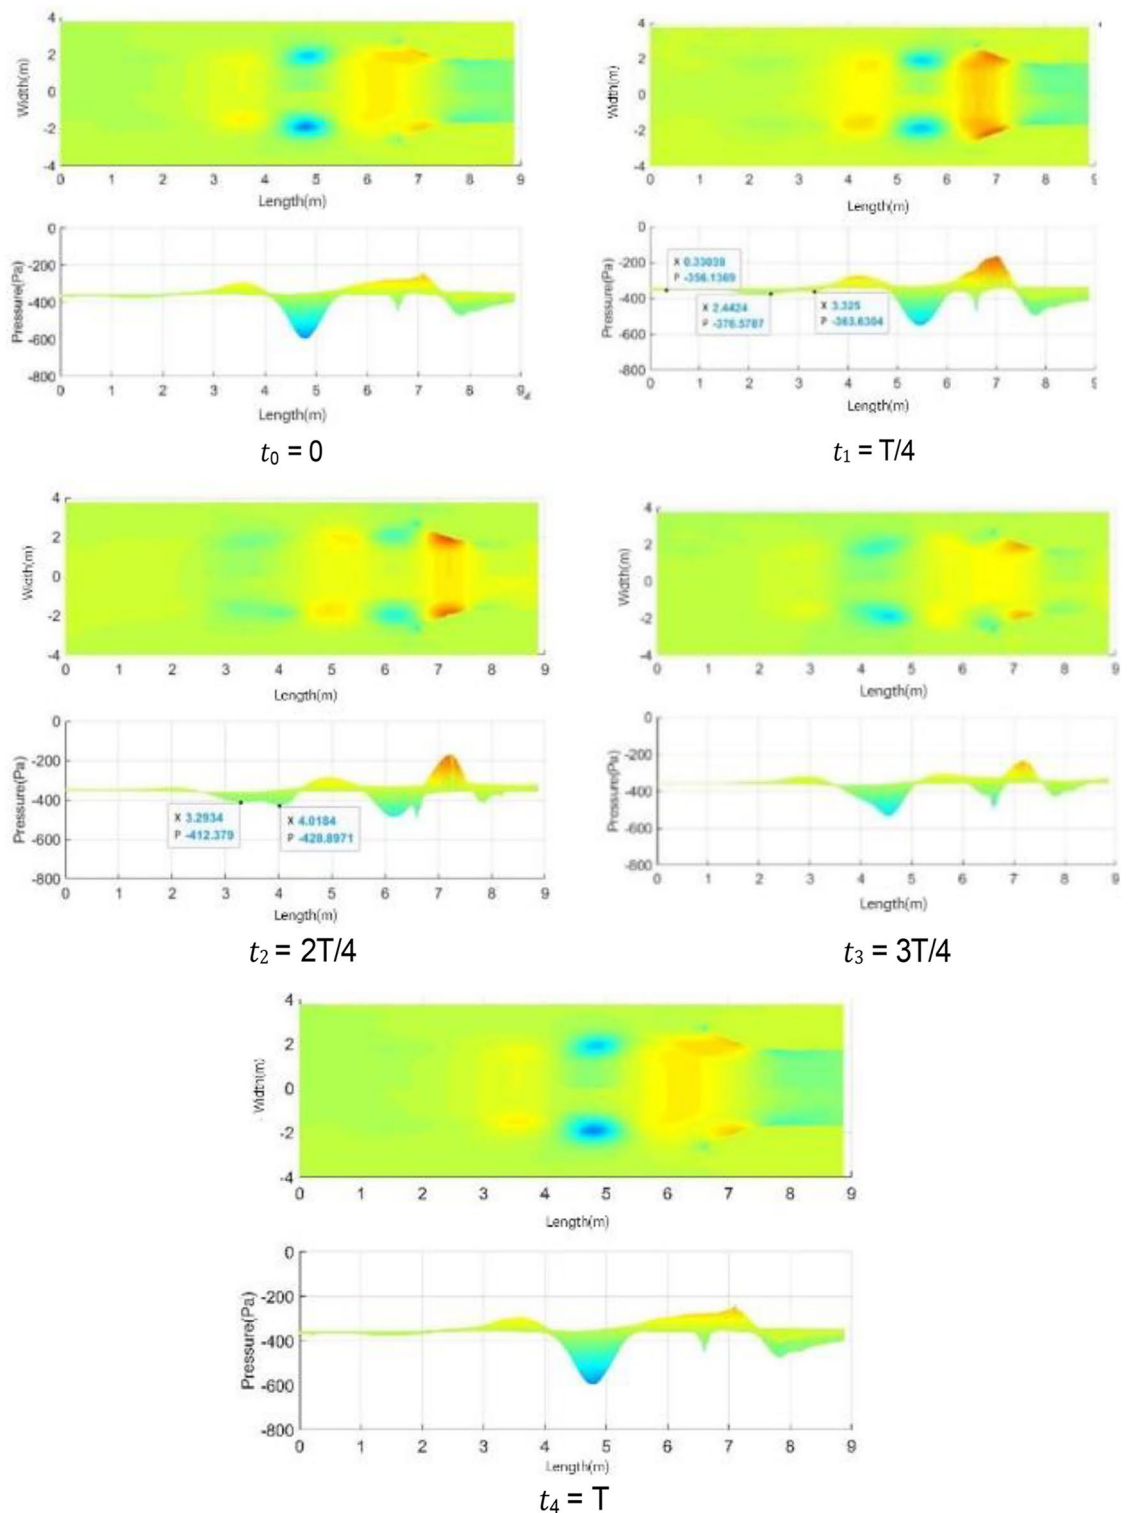 4
2
0
-2
-4
Width(m)
0 1 2 3 4 5 6 7 8 9
Length(m)
0
-200
-400
-600
-800
Pressure(Pa)
0 1 2 3 4 5 6 7 8 9
Length(m)
t0 = 0
4
2
0
-2
-4
Width(m)
0 1 2 3 4 5 6 7 8
Length(m)
0
-200
-400
-600
-800
Pressure(Pa)
X 0.33039
P -356.1369
X 2.4424
P -376.5787
X 3.325
P -363.6304
0 1 2 3 4 5 6 7 8 9
Length(m)
t1 = T/4
4
2
0
-2
-4
Width(m)
0 1 2 3 4 5 6 7 8 9
Length(m)
0
-200
-400
-600
-800
Pressure(Pa)
X 3.2934
P -412.379
X 4.0184
P -428.8971
0 1 2 3 4 5 6 7 8 9
Length(m)
t2 = 2T/4
4
2
0
-2
-4
Width(m)
0 1 2 3 4 5 6 7 8 9
Length(m)
0
-200
-400
-600
-800
Pressure(Pa)
0 1 2 3 4 5 6 7 8 9
Length(m)
t3 = 3T/4
4
2
0
-2
-4
Width(m)
0 1 2 3 4 5 6 7 8 9
Length(m)
0
-200
-400
-600
-800
Pressure(Pa)
0 1 2 3 4 5 6 7 8 9
Length(m)
t4 = T